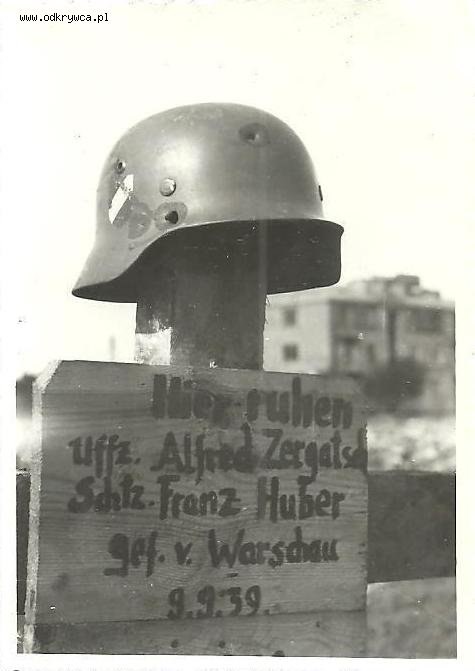 www.odkrywca.pl
Hier ruhen
Uffz. Alfred Zergatsch
Schtz. Franz Huber
gef. v. Warschau
9.9.39.